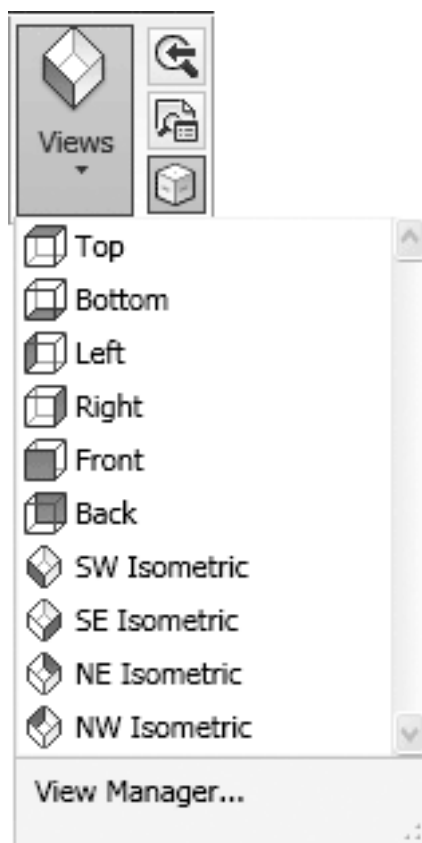 Views
Top
Bottom
Left
Right
Front
Back
SW Isometric
SE Isometric
NE Isometric
NW Isometric
View Manager...